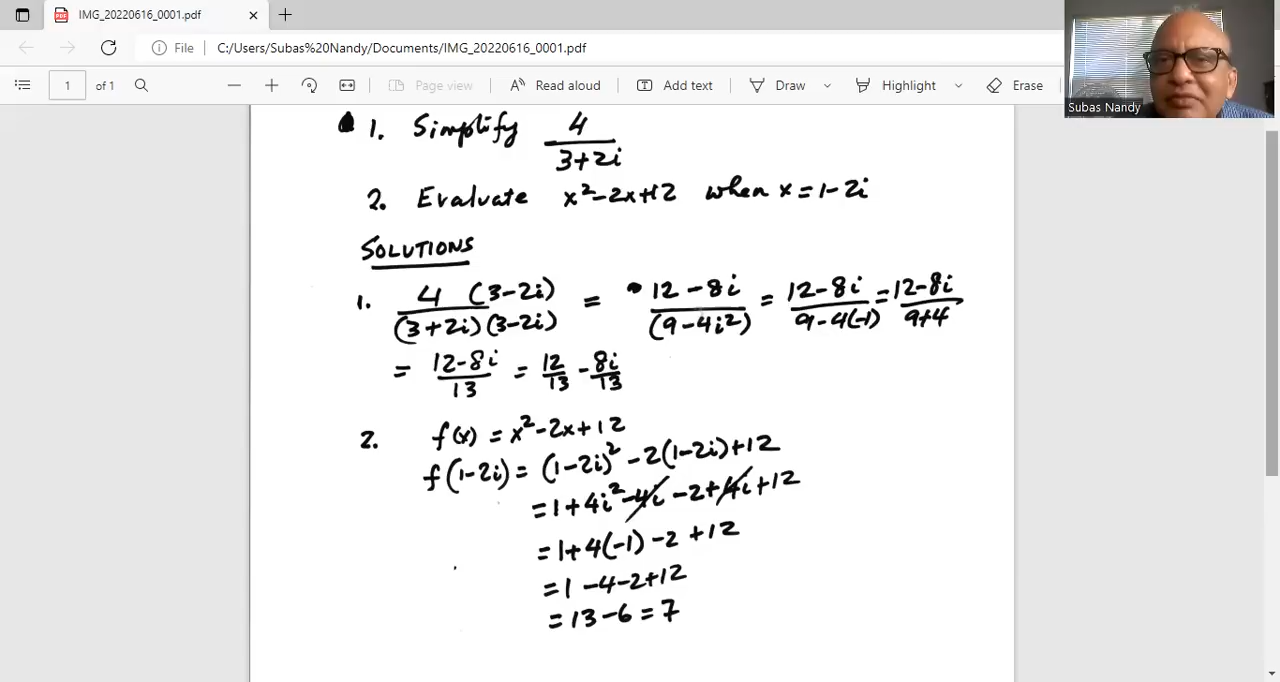 IMG_20220616_0001.pdf
File C:/Users/Subas%20Nandy/Documents/IMG_20220616_0001.pdf
1 of 1 Page view Read aloud Add text Draw Highlight Erase
Subas Nandy
1. Simplify 4/(3+2i)
2. Evaluate x²-2x+12 when x=1-2i
SOLUTIONS
1. 4 (3-2i)/(3+2i)(3-2i) = 12-8i/(9-4i²) = 12-8i/9-4(-1) = 12-8i/9+4
= 12-8i/13 = 12/13 - 8i/13
2. f(x) = x²-2x+12
f(1-2i) = (1-2i)² -2(1-2i)+12
= 1+4i²-4i-2+4i+12
= 1+4(-1)-2+12
= 1-4-2+12
= 13-6=7